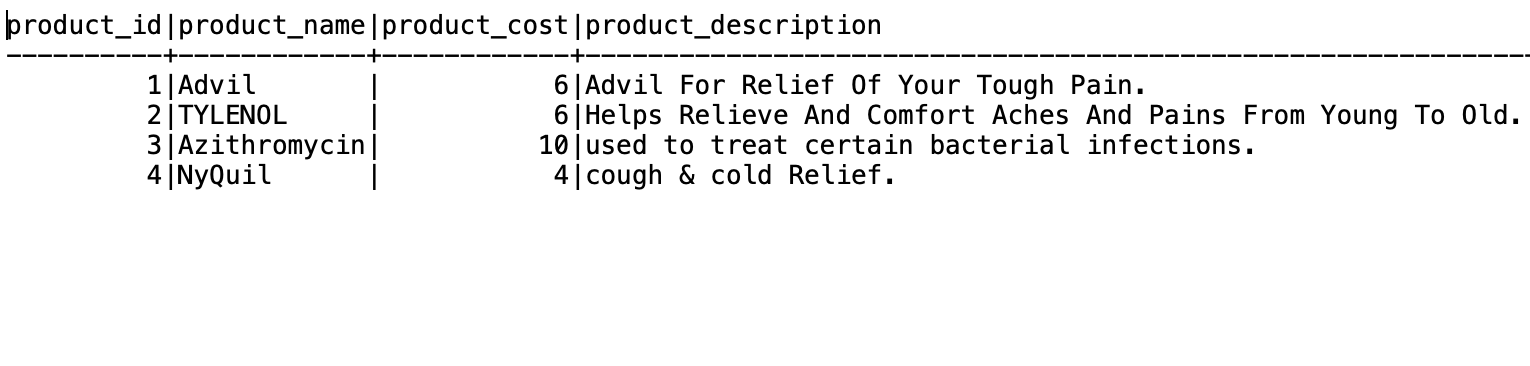 product_id|product_name|product_cost|product_description
----------+------------+------------+-------------------------------------------------------------
         1|Advil       |           6|Advil For Relief Of Your Tough Pain.
         2|TYLENOL     |           6|Helps Relieve And Comfort Aches And Pains From Young To Old.
         3|Azithromycin|          10|used to treat certain bacterial infections.
         4|NyQuil      |           4|cough & cold Relief.